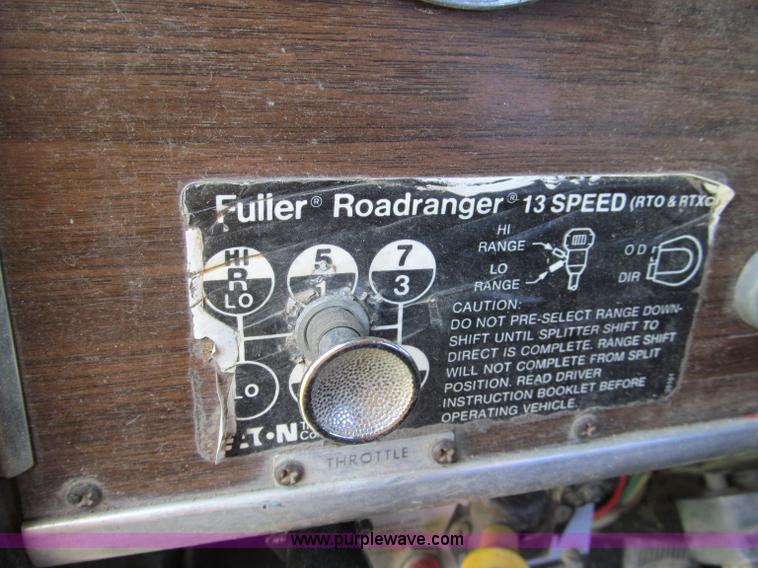 Fuller® Roadranger® 13 SPEED (RTO & RTXO
HI
R
LO
5
1
7
3
LO
HI
RANGE
LO
RANGE
O D
DIR
CAUTION:
DO NOT PRE-SELECT RANGE DOWN-
SHIFT UNTIL SPLITTER SHIFT TO
DIRECT IS COMPLETE. RANGE SHIFT
WILL NOT COMPLETE FROM SPLIT
POSITION. READ DRIVER
INSTRUCTION BOOKLET BEFORE
OPERATING VEHICLE.
EAT•N
THROTTLE
www.purplewave.com